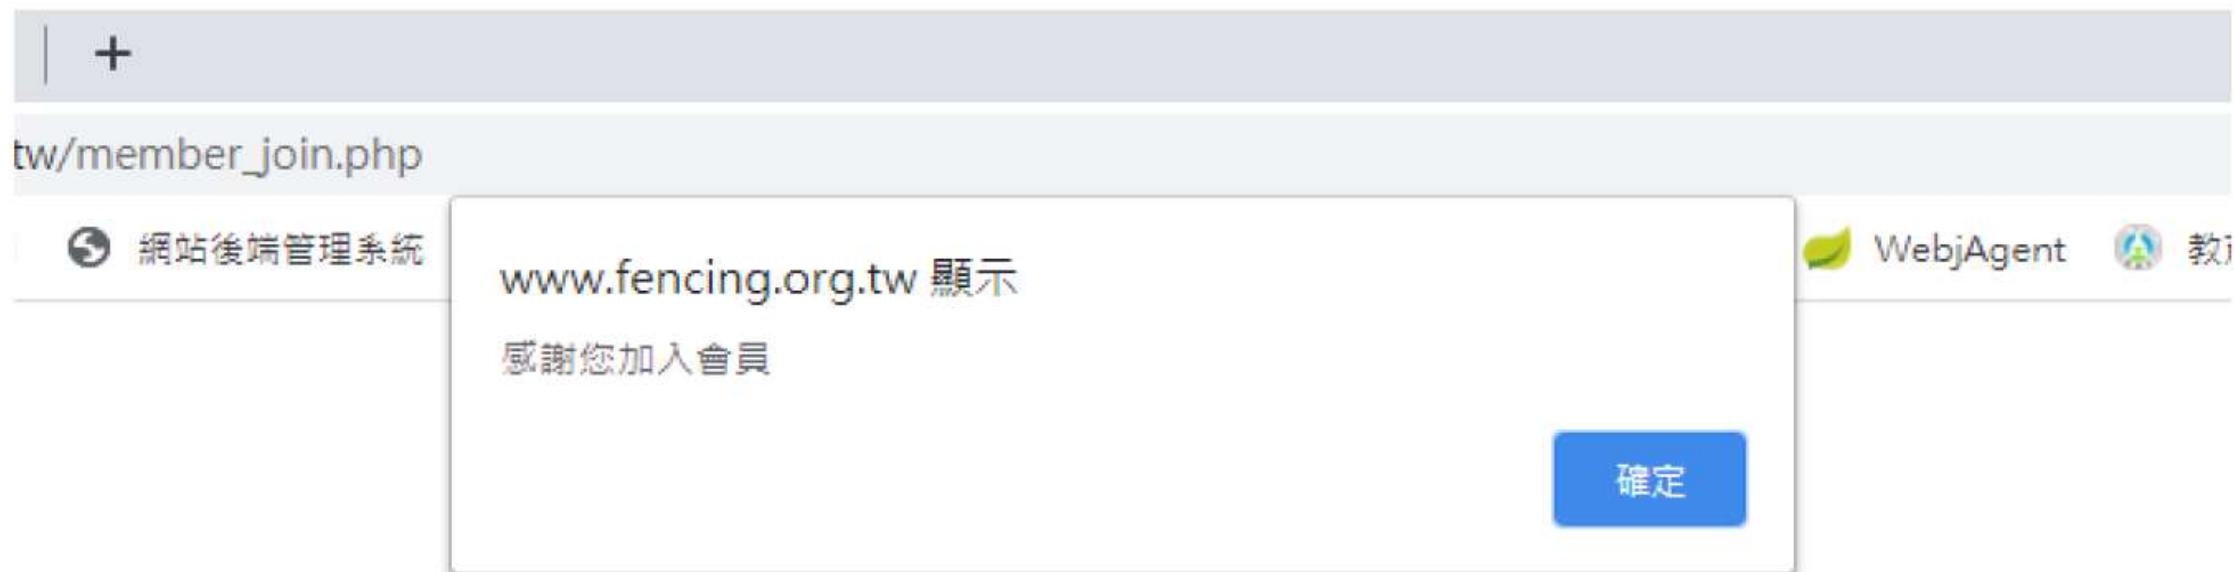 tw/member_join.php
網站後端管理系統
WebjAgent
www.fencing.org.tw 顯示
感謝您加入會員
確定